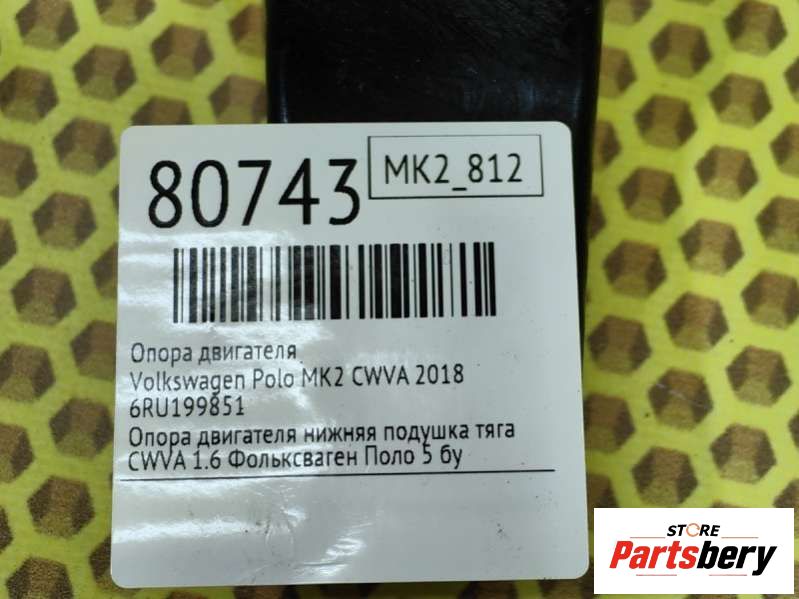 80743
MK2_812
Опора двигателя
Volkswagen Polo MK2 CWVA 2018
6RU199851
Опора двигателя нижняя подушка тяга
CWVA 1.6 Фольксваген Поло 5 бу
STORE
Partsbery